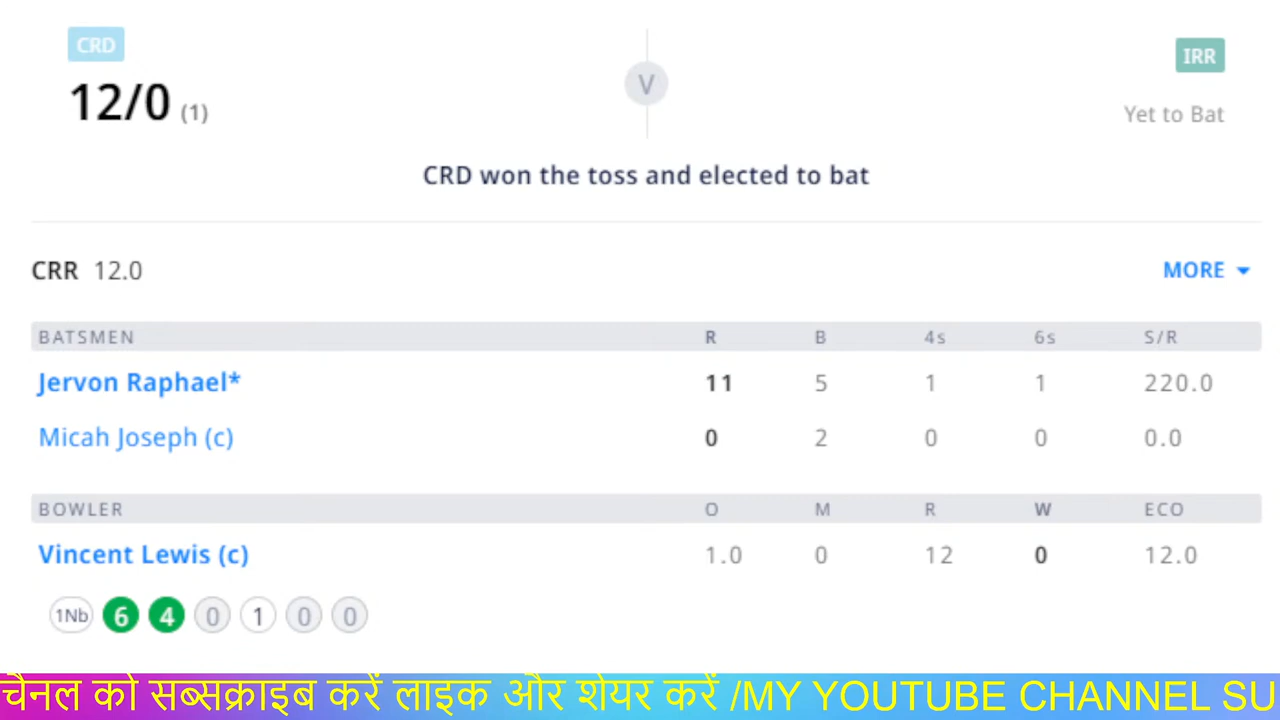 CRD
12/0 (1)
V
IRR
Yet to Bat
CRD won the toss and elected to bat
CRR 12.0
MORE
BATSMEN R B 4s 6s S/R
Jervon Raphael* 11 5 1 1 220.0
Micah Joseph (c) 0 2 0 0 0.0
BOWLER O M R W ECO
Vincent Lewis (c) 1.0 0 12 0 12.0
1Nb 6 4 0 1 0 0
चैनल को सब्सक्राइब करें लाइक और शेयर करें /MY YOUTUBE CHANNEL SU